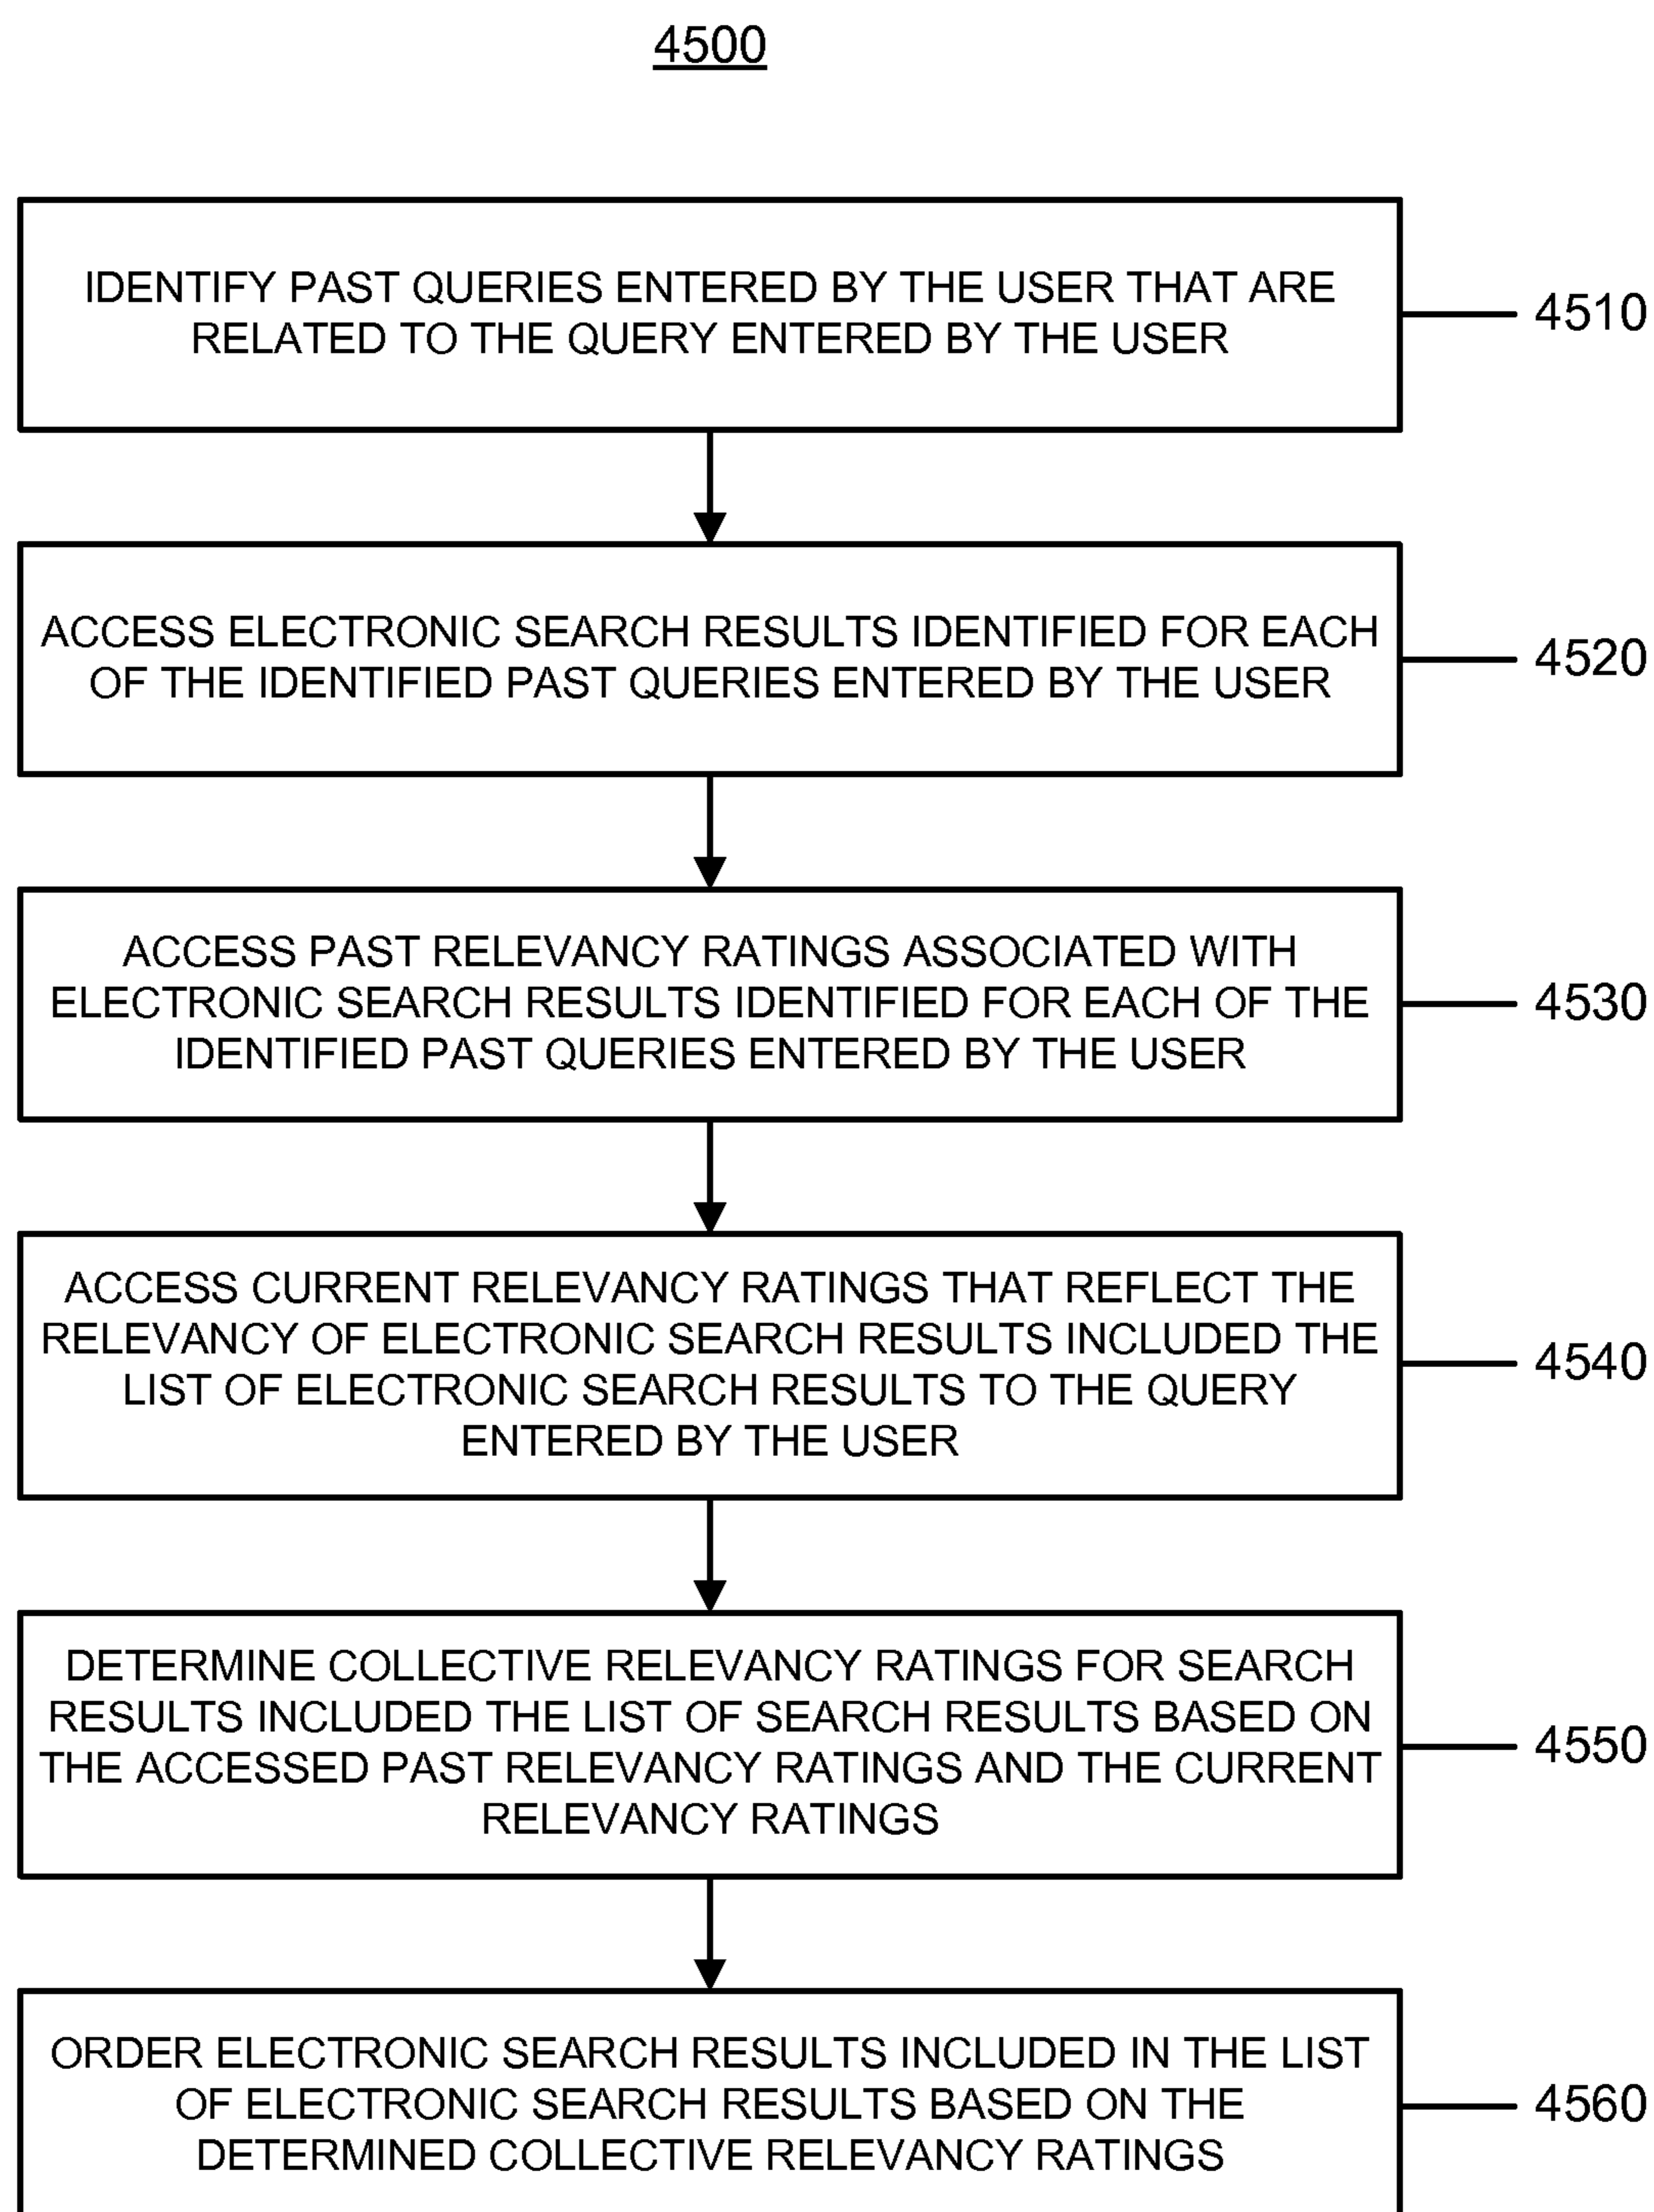 4500
IDENTIFY PAST QUERIES ENTERED BY THE USER THAT ARE
RELATED TO THE QUERY ENTERED BY THE USER
4510
ACCESS ELECTRONIC SEARCH RESULTS IDENTIFIED FOR EACH
OF THE IDENTIFIED PAST QUERIES ENTERED BY THE USER
4520
ACCESS PAST RELEVANCY RATINGS ASSOCIATED WITH
ELECTRONIC SEARCH RESULTS IDENTIFIED FOR EACH OF THE
IDENTIFIED PAST QUERIES ENTERED BY THE USER
4530
ACCESS CURRENT RELEVANCY RATINGS THAT REFLECT THE
RELEVANCY OF ELECTRONIC SEARCH RESULTS INCLUDED THE
LIST OF ELECTRONIC SEARCH RESULTS TO THE QUERY
ENTERED BY THE USER
4540
DETERMINE COLLECTIVE RELEVANCY RATINGS FOR SEARCH
RESULTS INCLUDED THE LIST OF SEARCH RESULTS BASED ON
THE ACCESSED PAST RELEVANCY RATINGS AND THE CURRENT
RELEVANCY RATINGS
4550
ORDER ELECTRONIC SEARCH RESULTS INCLUDED IN THE LIST
OF ELECTRONIC SEARCH RESULTS BASED ON THE
DETERMINED COLLECTIVE RELEVANCY RATINGS
4560